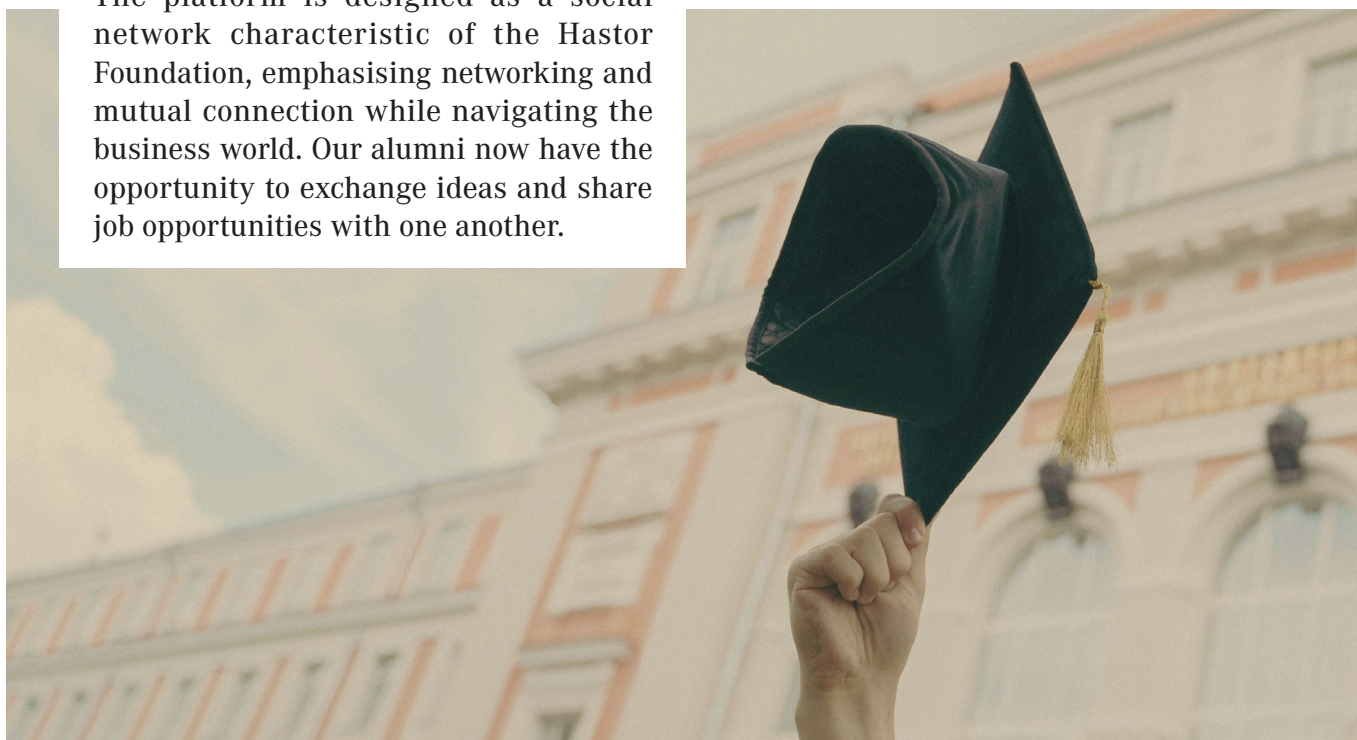 The platform is designed as a social
network characteristic of the Hastor
Foundation, emphasising networking and
mutual connection while navigating the
business world. Our alumni now have the
opportunity to exchange ideas and share
job opportunities with one another.